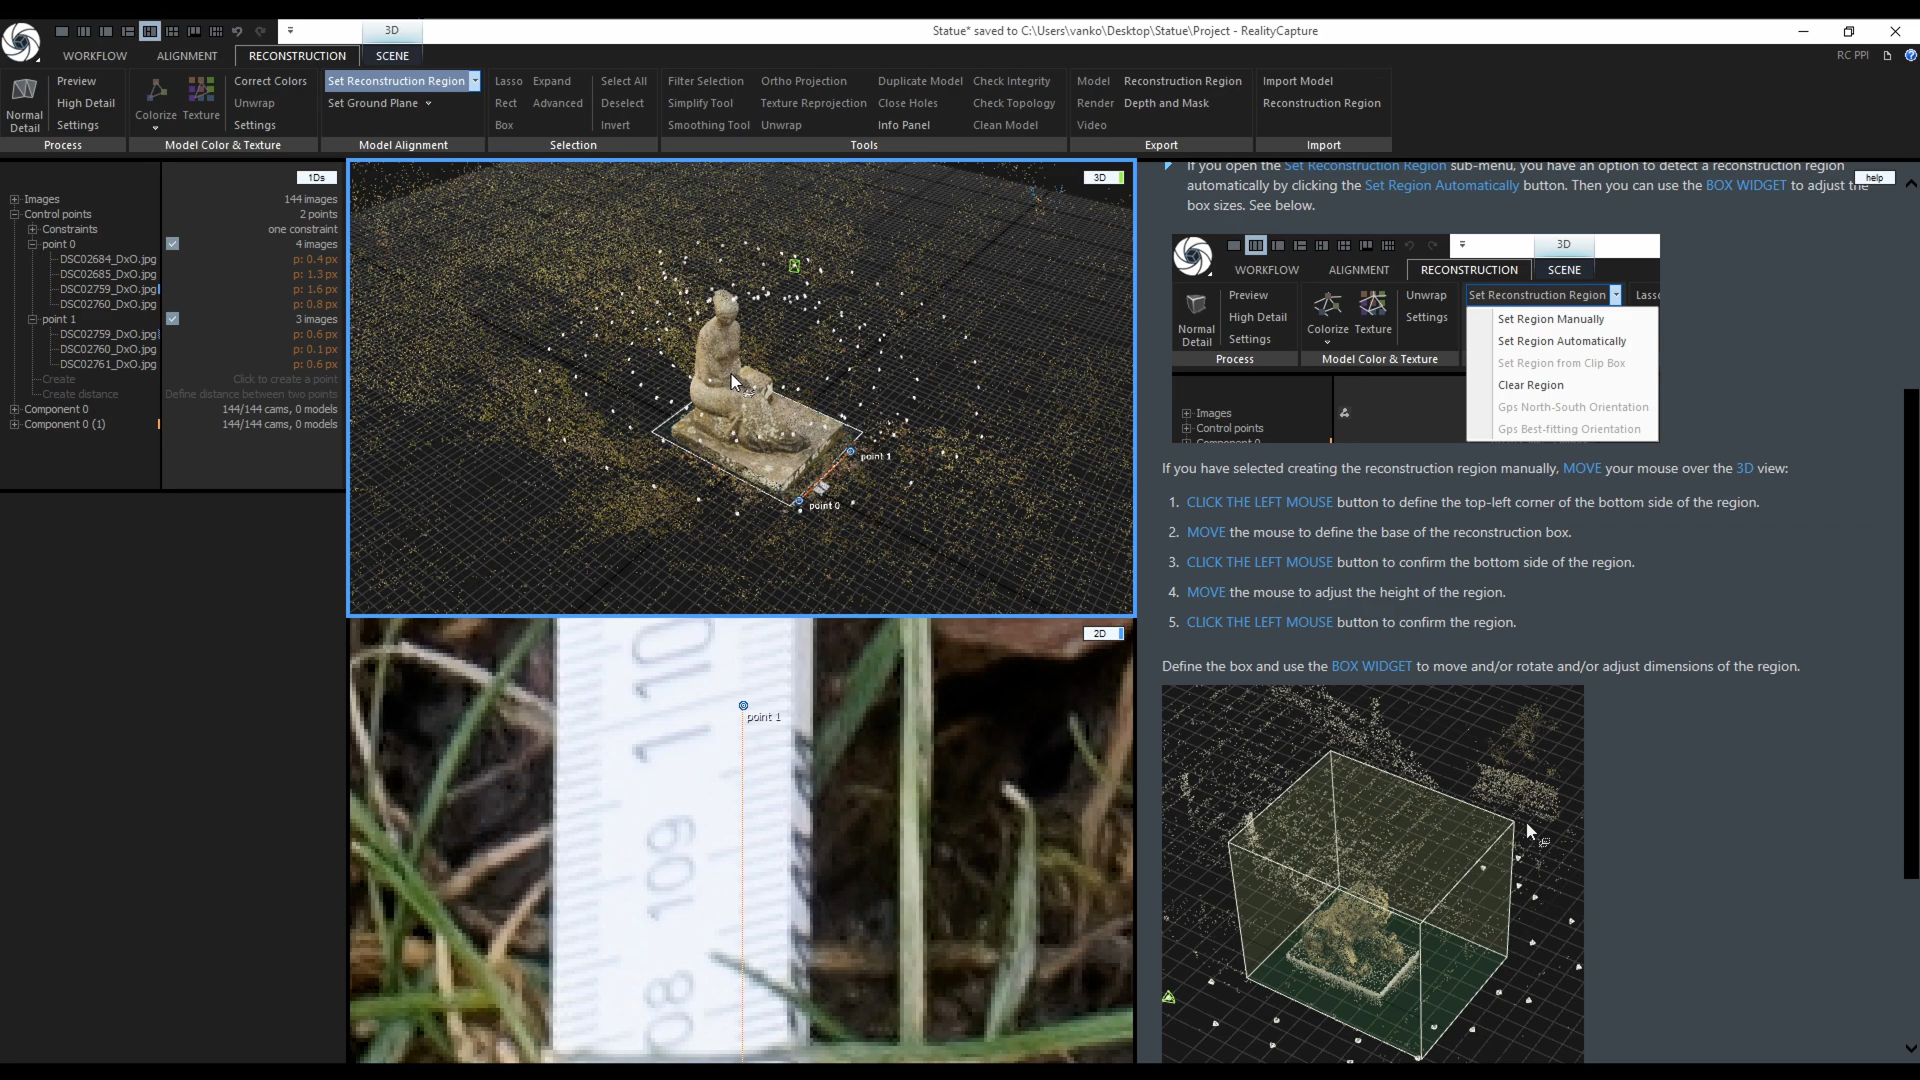 3D
Statue* saved to C:\Users\vanko\Desktop\Statue\Project - RealityCapture
WORKFLOW ALIGNMENT RECONSTRUCTION SCENE
RC PPI
Normal Detail
Preview
High Detail
Settings
Process
Colorize Texture
Correct Colors
Unwrap
Settings
Model Color & Texture
Set Reconstruction Region
Set Ground Plane
Model Alignment
Lasso Expand Select All
Rect Advanced Deselect
Box Invert
Selection
Filter Selection Ortho Projection Duplicate Model Check Integrity
Simplify Tool Texture Reprojection Close Holes Check Topology
Smoothing Tool Unwrap Info Panel Clean Model
Tools
Model Reconstruction Region
Render Depth and Mask
Video
Export
Import Model
Reconstruction Region
Import
1Ds
Images 144 images
Control points 2 points
Constraints one constraint
point 0 4 images
DSC02684_DxO.jpg p: 0.4 px
DSC02685_DxO.jpg p: 1.3 px
DSC02759_DxO.jpg p: 1.6 px
DSC02760_DxO.jpg p: 0.8 px
point 1 3 images
DSC02759_DxO.jpg p: 0.6 px
DSC02760_DxO.jpg p: 0.1 px
DSC02761_DxO.jpg p: 0.6 px
Create Click to create a point
Create distance Define distance between two points
Component 0 144/144 cams, 0 models
Component 0 (1) 144/144 cams, 0 models
3D
point 1
point 0
2D
1/10
point 1
109
08
help
If you open the Set Reconstruction Region sub-menu, you have an option to detect a reconstruction region
automatically by clicking the Set Region Automatically button. Then you can use the BOX WIDGET to adjust the
box sizes. See below.
3D
WORKFLOW ALIGNMENT RECONSTRUCTION SCENE
Normal Detail
Preview
High Detail
Settings
Process
Colorize Texture
Unwrap
Settings
Model Color & Texture
Set Reconstruction Region
Lasso
Set Region Manually
Set Region Automatically
Set Region from Clip Box
Clear Region
Gps North-South Orientation
Gps Best-fitting Orientation
Images
Control points
Component 0
If you have selected creating the reconstruction region manually, MOVE your mouse over the 3D view:
1. CLICK THE LEFT MOUSE button to define the top-left corner of the bottom side of the region.
2. MOVE the mouse to define the base of the reconstruction box.
3. CLICK THE LEFT MOUSE button to confirm the bottom side of the region.
4. MOVE the mouse to adjust the height of the region.
5. CLICK THE LEFT MOUSE button to confirm the region.
Define the box and use the BOX WIDGET to move and/or rotate and/or adjust dimensions of the region.